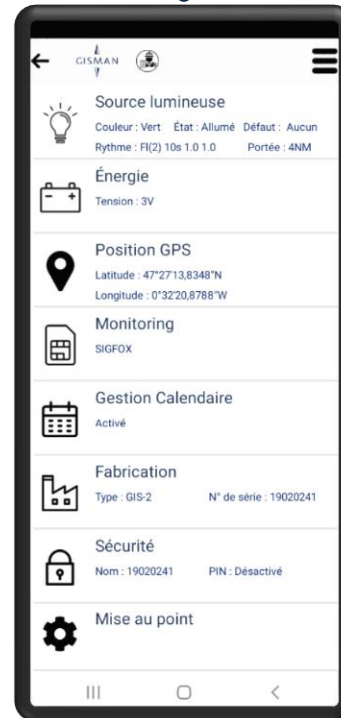 GISMAN
Source lumineuse
Couleur : Vert État : Allumé Défaut : Aucun
Rythme : Fl(2) 10s 1.0 1.0 Portée : 4NM
Énergie
Tension : 3V
Position GPS
Latitude : 47°27'13,8348"N
Longitude : 0°32'20,8788"W
Monitoring
SIGFOX
Gestion Calendaire
Activé
Fabrication
Type : GIS-2 N° de série : 19020241
Sécurité
Nom : 19020241 PIN : Désactivé
Mise au point